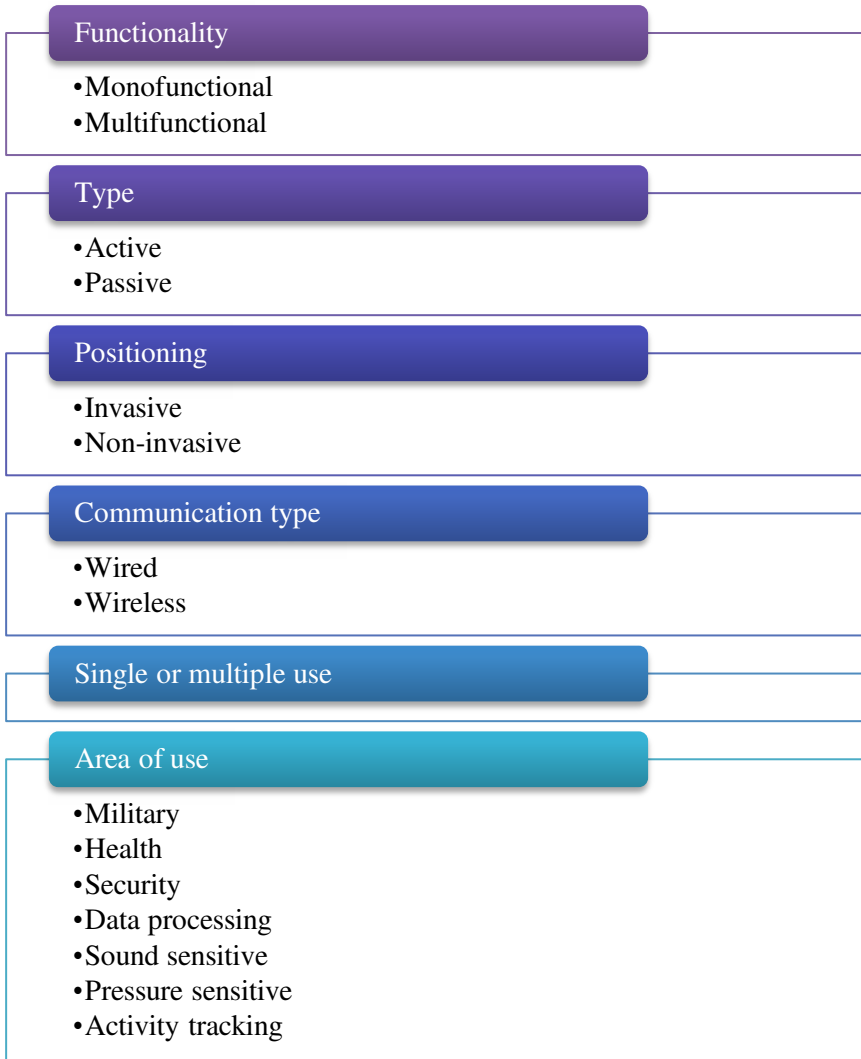 Functionality
•Monofunctional
•Multifunctional
Type
•Active
•Passive
Positioning
•Invasive
•Non-invasive
Communication type
•Wired
•Wireless
Single or multiple use
Area of use
•Military
•Health
•Security
•Data processing
•Sound sensitive
•Pressure sensitive
•Activity tracking